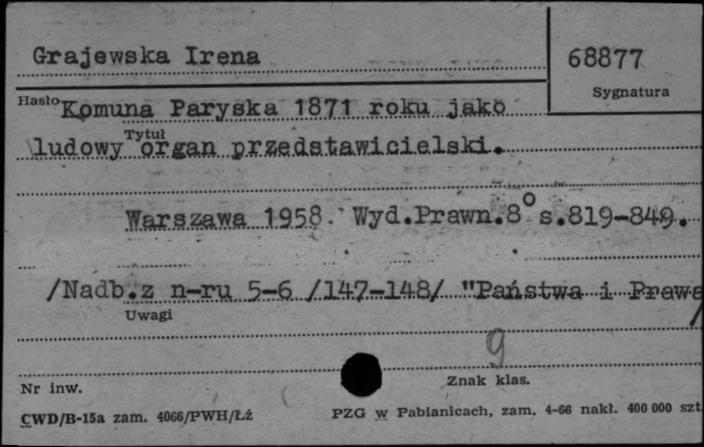 Grajewska Irena
68877
Sygnatura
Hasło
Komuna Paryska 1871 roku jako
Tytuł
ludowy organ przedstawicielski.
Warszawa 1958. Wyd.Prawn.8° s.819-840.
/Nadb.z n-ru 5-6 /147-148/ "Państwa i Prawa
/
Uwagi
9
Nr inw.
Znak klas.
CWD/B-15a zam. 4066/PWH/Łź
PZG w Pabianicach, zam. 4-66 nakł. 400 000 szt